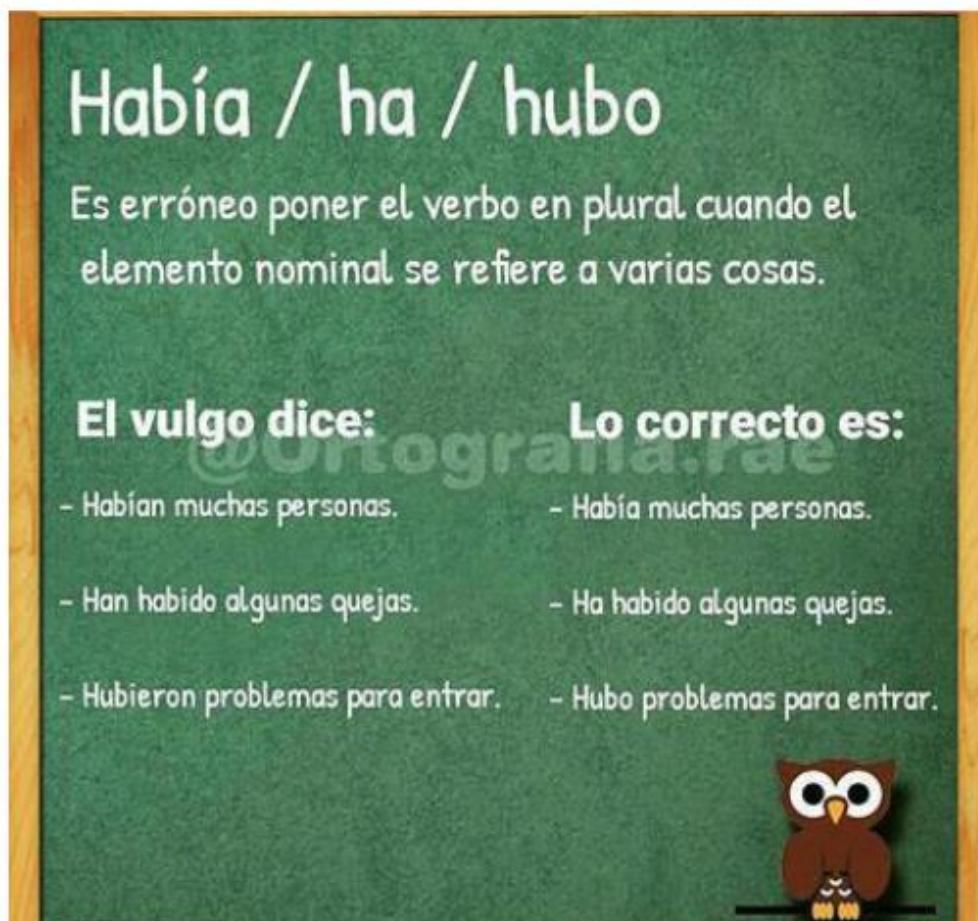 Había / ha / hubo
Es erróneo poner el verbo en plural cuando el
elemento nominal se refiere a varias cosas.
El vulgo dice:
Lo correcto es:
@Ortografia.rae
- Habían muchas personas.
- Había muchas personas.
- Han habido algunas quejas.
- Ha habido algunas quejas.
- Hubieron problemas para entrar.
- Hubo problemas para entrar.